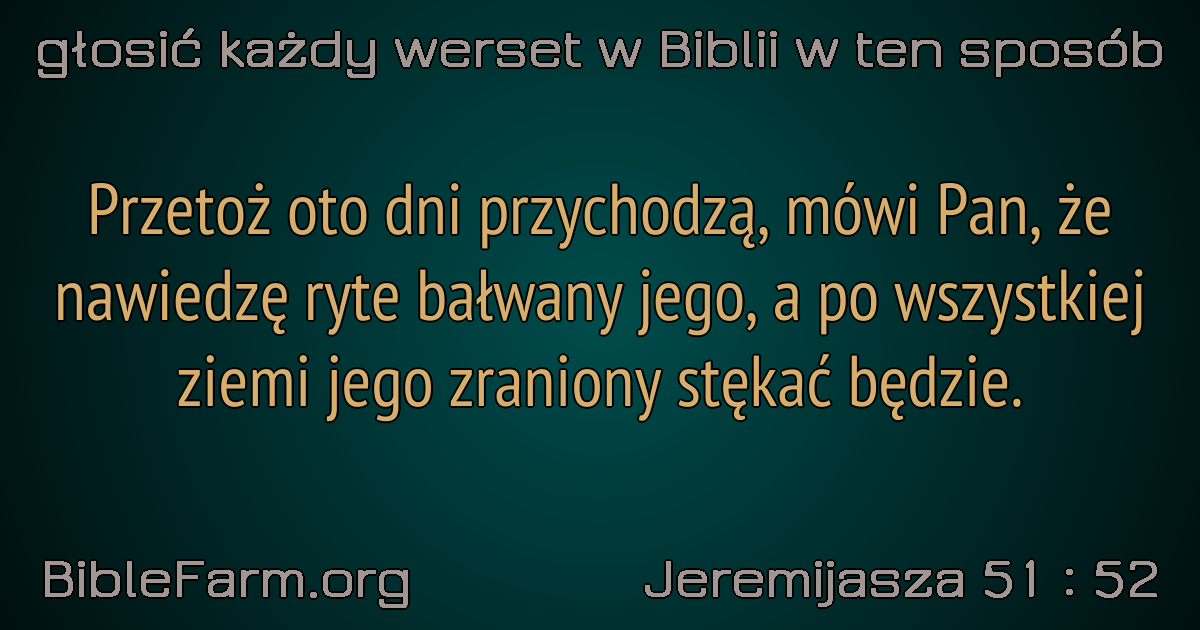 głosić każdy werset w Biblii w ten sposób
Przetoż oto dni przychodzą, mówi Pan, że
nawiedzę ryte bałwany jego, a po wszystkiej
ziemi jego zraniony stękać będzie.
BibleFarm.org
Jeremijasza 51 : 52